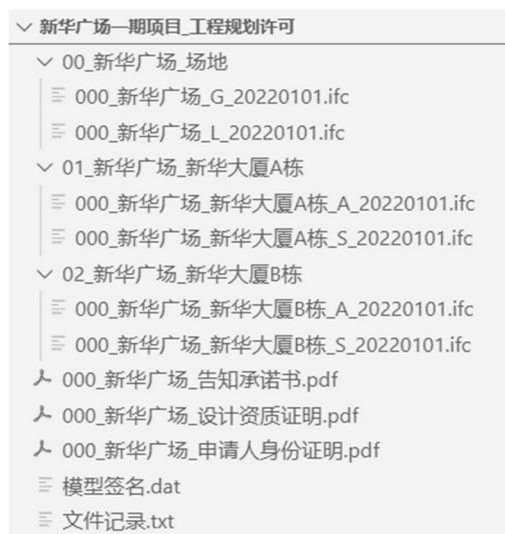 新华广场一期项目_工程规划许可
00_新华广场_场地
000_新华广场_G_20220101.ifc
000_新华广场_L_20220101.ifc
01_新华广场_新华大厦A栋
000_新华广场_新华大厦A栋_A_20220101.ifc
000_新华广场_新华大厦A栋_S_20220101.ifc
02_新华广场_新华大厦B栋
000_新华广场_新华大厦B栋_A_20220101.ifc
000_新华广场_新华大厦B栋_S_20220101.ifc
000_新华广场_告知承诺书.pdf
000_新华广场_设计资质证明.pdf
000_新华广场_申请人身份证明.pdf
模型签名.dat
文件记录.txt